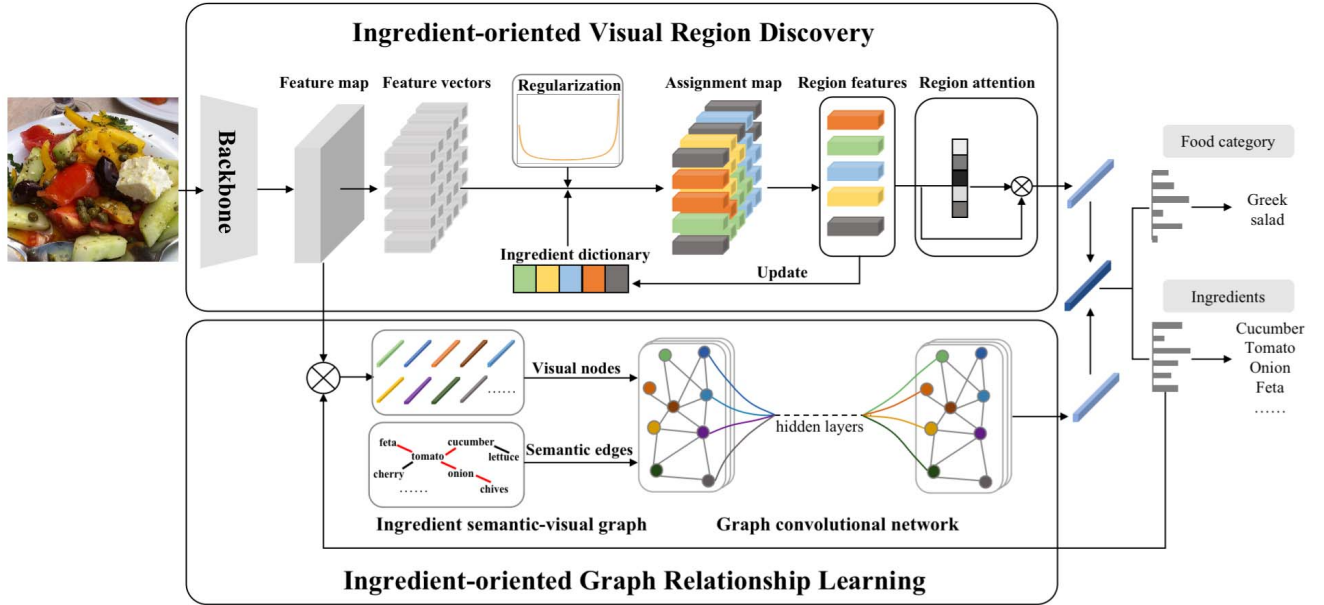 Ingredient-oriented Visual Region Discovery
Feature map
Feature vectors
Regularization
Assignment map
Region features
Region attention
Backbone
Ingredient dictionary
Update
Food category
Greek
salad
Ingredients
Cucumber
Tomato
Onion
Feta
……
Visual nodes
……
Semantic edges
feta
cucumber
tomato
lettuce
cherry
onion
……
chives
hidden layers
Ingredient semantic-visual graph
Graph convolutional network
Ingredient-oriented Graph Relationship Learning